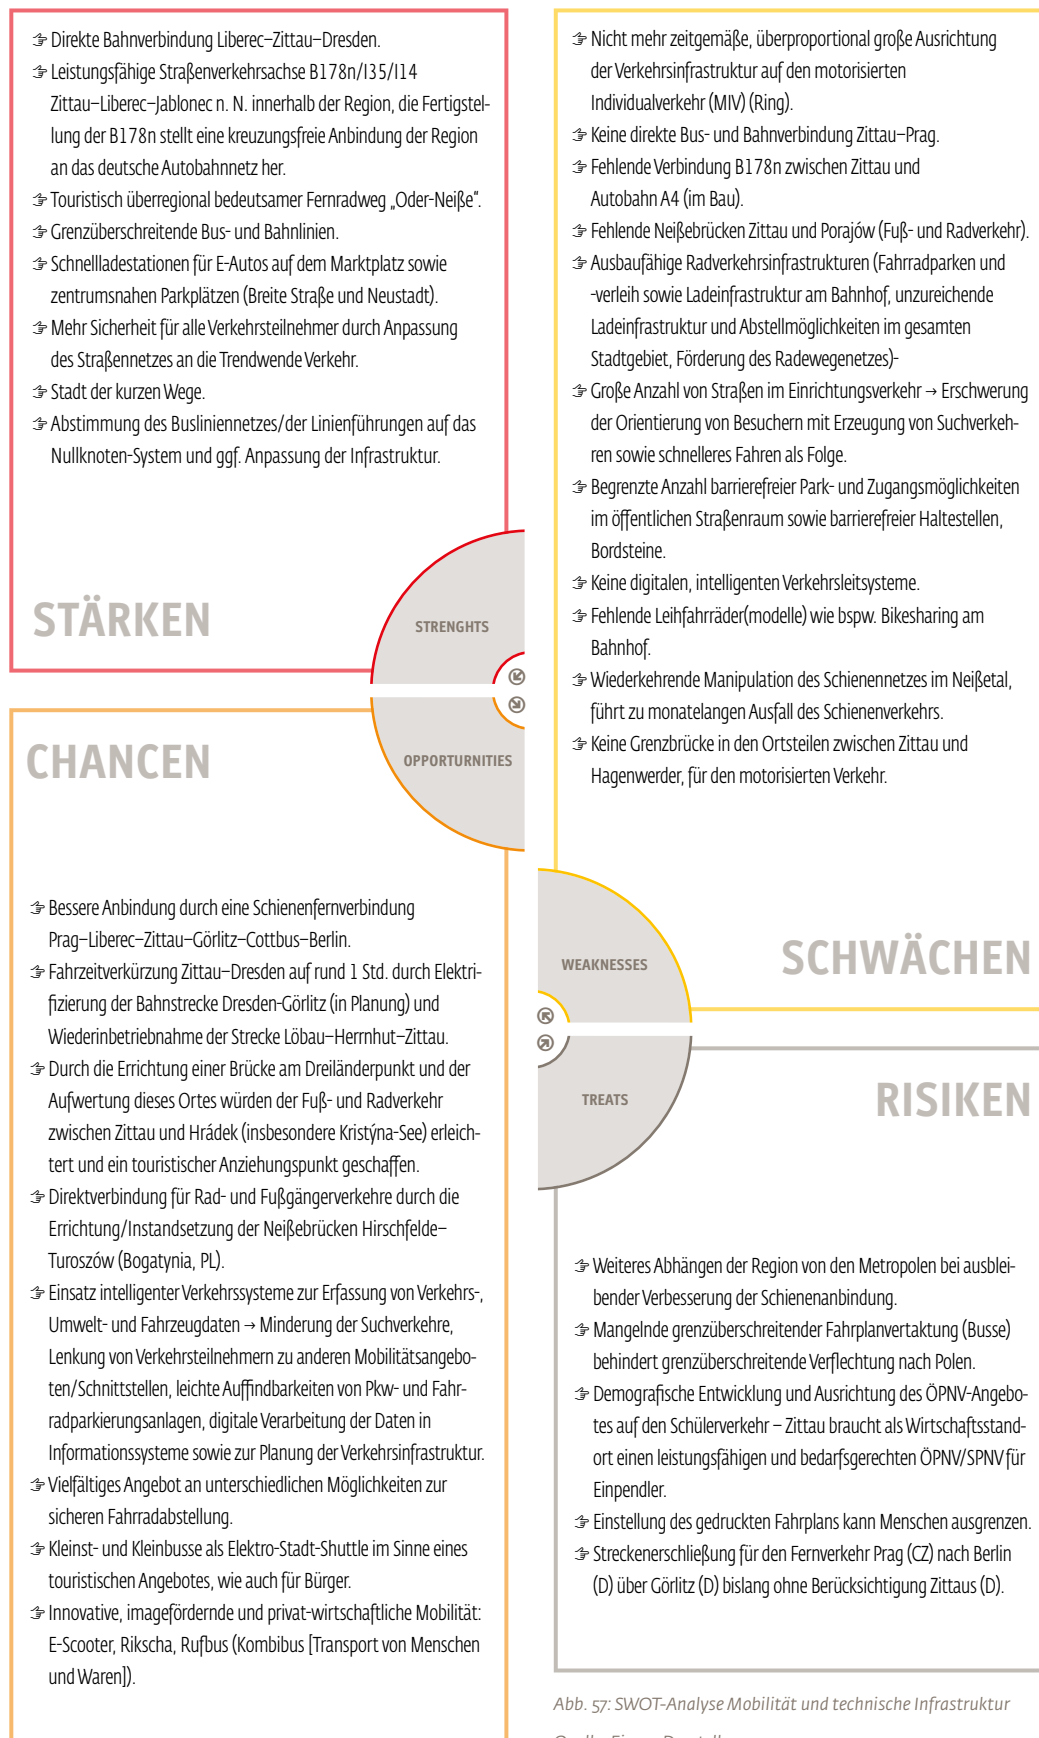 ☞ Direkte Bahnverbindung Liberec–Zittau–Dresden.
☞ Leistungsfähige Straßenverkehrsachse B178n/I35/I14
Zittau–Liberec–Jablonec n. N. innerhalb der Region, die Fertigstel-
lung der B178n stellt eine kreuzungsfreie Anbindung der Region
an das deutsche Autobahnnetz her.
☞ Touristisch überregional bedeutsamer Fernradweg „Oder-Neiße“.
☞ Grenzüberschreitende Bus- und Bahnlinien.
☞ Schnellladestationen für E-Autos auf dem Marktplatz sowie
zentrumsnahen Parkplätzen (Breite Straße und Neustadt).
☞ Mehr Sicherheit für alle Verkehrsteilnehmer durch Anpassung
des Straßennetzes an die Trendwende Verkehr.
☞ Stadt der kurzen Wege.
☞ Abstimmung des Busliniennetzes/der Linienführungen auf das
Nullknoten-System und ggf. Anpassung der Infrastruktur.
STÄRKEN
STRENGHTS
OPPORTURNITIES
CHANCEN
☞ Bessere Anbindung durch eine Schienenfernverbindung
Prag–Liberec–Zittau–Görlitz–Cottbus–Berlin.
☞ Fahrzeitverkürzung Zittau–Dresden auf rund 1 Std. durch Elektri-
fizierung der Bahnstrecke Dresden-Görlitz (in Planung) und
Wiederinbetriebnahme der Strecke Löbau–Herrnhut–Zittau.
☞ Durch die Errichtung einer Brücke am Dreiländerpunkt und der
Aufwertung dieses Ortes würden der Fuß- und Radverkehr
zwischen Zittau und Hrádek (insbesondere Kristýna-See) erleich-
tert und ein touristischer Anziehungspunkt geschaffen.
☞ Direktverbindung für Rad- und Fußgängerverkehre durch die
Errichtung/Instandsetzung der Neißebrücken Hirschfelde–
Turoszów (Bogatynia, PL).
☞ Einsatz intelligenter Verkehrssysteme zur Erfassung von Verkehrs-,
Umwelt- und Fahrzeugdaten → Minderung der Suchverkehre,
Lenkung von Verkehrsteilnehmern zu anderen Mobilitätsangebo-
ten/Schnittstellen, leichte Auffindbarkeiten von Pkw- und Fahr-
radparkierungsanlagen, digitale Verarbeitung der Daten in
Informationssysteme sowie zur Planung der Verkehrsinfrastruktur.
☞ Vielfältiges Angebot an unterschiedlichen Möglichkeiten zur
sicheren Fahrradabstellung.
☞ Kleinst- und Kleinbusse als Elektro-Stadt-Shuttle im Sinne eines
touristischen Angebotes, wie auch für Bürger.
☞ Innovative, imagefördernde und privat-wirtschaftliche Mobilität:
E-Scooter, Rikscha, Rufbus (Kombibus [Transport von Menschen
und Waren]).
☞ Nicht mehr zeitgemäße, überproportional große Ausrichtung
der Verkehrsinfrastruktur auf den motorisierten
Individualverkehr (MIV) (Ring).
☞ Keine direkte Bus- und Bahnverbindung Zittau–Prag.
☞ Fehlende Verbindung B178n zwischen Zittau und
Autobahn A4 (im Bau).
☞ Fehlende Neißebrücken Zittau und Porajów (Fuß- und Radverkehr).
☞ Ausbaufähige Radverkehrsinfrastrukturen (Fahrradparken und
-verleih sowie Ladeinfrastruktur am Bahnhof, unzureichende
Ladeinfrastruktur und Abstellmöglichkeiten im gesamten
Stadtgebiet, Förderung des Radewegenetzes)-
☞ Große Anzahl von Straßen im Einrichtungsverkehr → Erschwerung
der Orientierung von Besuchern mit Erzeugung von Suchverkeh-
ren sowie schnelleres Fahren als Folge.
☞ Begrenzte Anzahl barrierefreier Park- und Zugangsmöglichkeiten
im öffentlichen Straßenraum sowie barrierefreier Haltestellen,
Bordsteine.
☞ Keine digitalen, intelligenten Verkehrsleitsysteme.
☞ Fehlende Leihfahrräder(modelle) wie bspw. Bikesharing am
Bahnhof.
☞ Wiederkehrende Manipulation des Schienennetzes im Neißetal,
führt zu monatelangen Ausfall des Schienenverkehrs.
☞ Keine Grenzbrücke in den Ortsteilen zwischen Zittau und
Hagenwerder, für den motorisierten Verkehr.
WEAKNESSES
SCHWÄCHEN
TREATS
RISIKEN
☞ Weiteres Abhängen der Region von den Metropolen bei ausblei-
bender Verbesserung der Schienenanbindung.
☞ Mangelnde grenzüberschreitender Fahrplanvertaktung (Busse)
behindert grenzüberschreitende Verflechtung nach Polen.
☞ Demografische Entwicklung und Ausrichtung des ÖPNV-Angebo-
tes auf den Schülerverkehr – Zittau braucht als Wirtschaftsstand-
ort einen leistungsfähigen und bedarfsgerechten ÖPNV/SPNV für
Einpendler.
☞ Einstellung des gedruckten Fahrplans kann Menschen ausgrenzen.
☞ Streckenerschließung für den Fernverkehr Prag (CZ) nach Berlin
(D) über Görlitz (D) bislang ohne Berücksichtigung Zittaus (D).
Abb. 57: SWOT-Analyse Mobilität und technische Infrastruktur